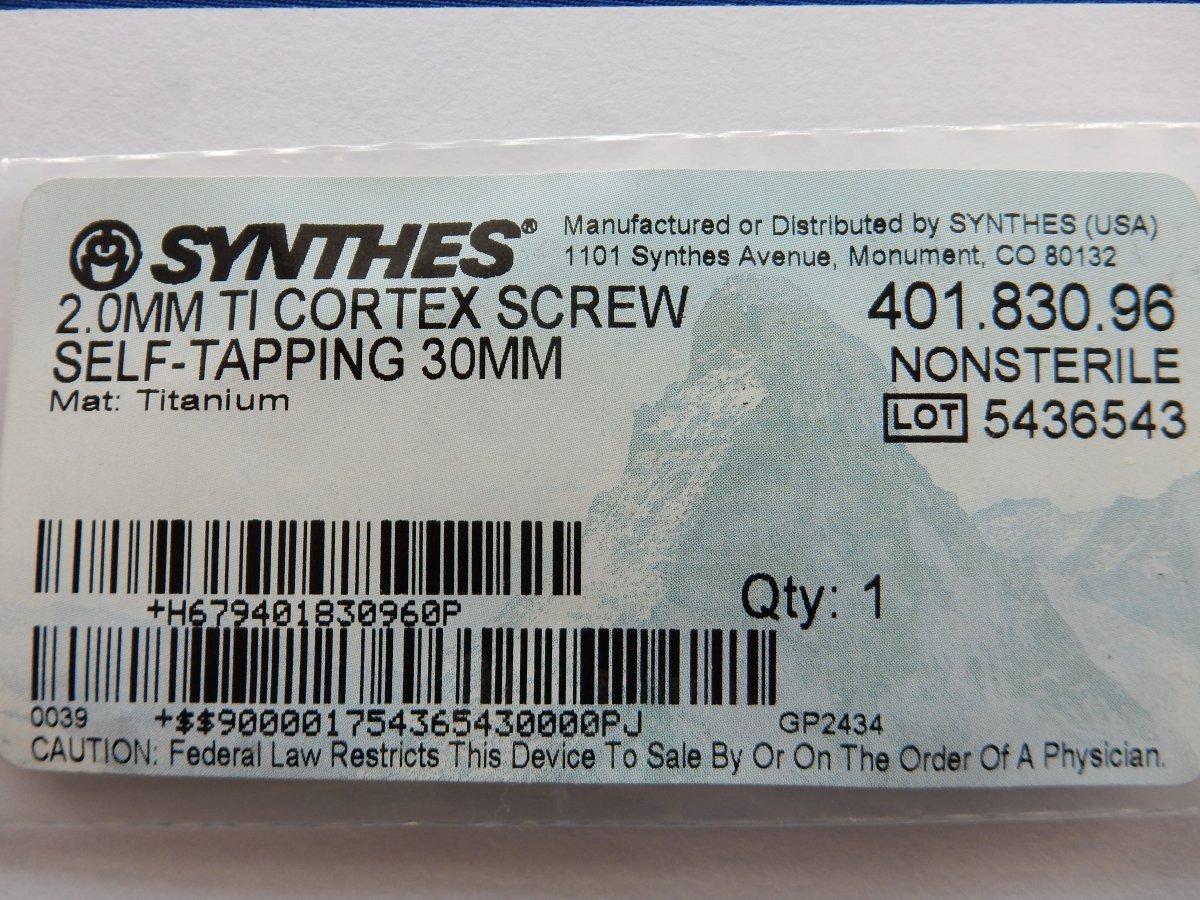 SYNTHES®
Manufactured or Distributed by SYNTHES (USA)
1101 Synthes Avenue, Monument, CO 80132
2.0MM TI CORTEX SCREW
SELF-TAPPING 30MM
Mat: Titanium
401.830.96
NONSTERILE
LOT 5436543
+H679401830960P
Qty: 1
0039 +$$900001754365430000PJ GP2434
CAUTION: Federal Law Restricts This Device To Sale By Or On The Order Of A Physician.